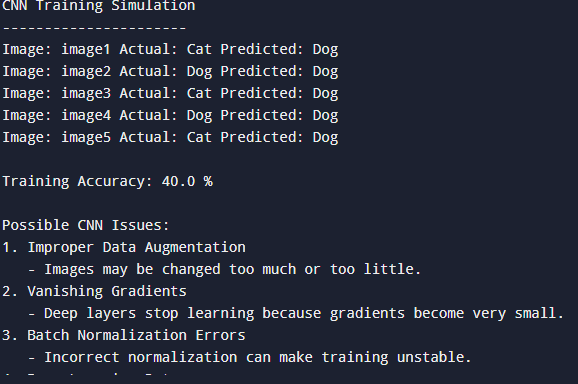 CNN Training Simulation
----------------------
Image: image1 Actual: Cat Predicted: Dog
Image: image2 Actual: Dog Predicted: Dog
Image: image3 Actual: Cat Predicted: Dog
Image: image4 Actual: Dog Predicted: Dog
Image: image5 Actual: Cat Predicted: Dog
Training Accuracy: 40.0 %
Possible CNN Issues:
1. Improper Data Augmentation
- Images may be changed too much or too little.
2. Vanishing Gradients
- Deep layers stop learning because gradients become very small.
3. Batch Normalization Errors
- Incorrect normalization can make training unstable.